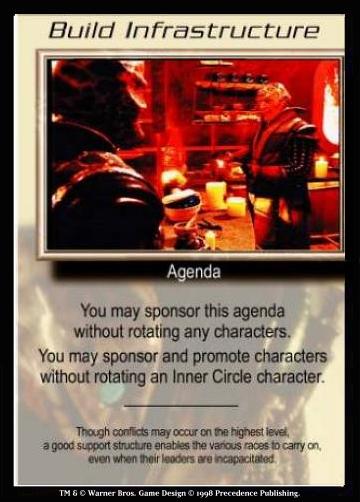 Build Infrastructure
Agenda
You may sponsor this agenda
without rotating any characters.
You may sponsor and promote characters
without rotating an Inner Circle character.
Though conflicts may occur on the highest level,
a good support structure enables the various races to carry on,
even when their leaders are incapacitated.
TM & © Warner Bros. Game Design © 1998 Precedence Publishing.